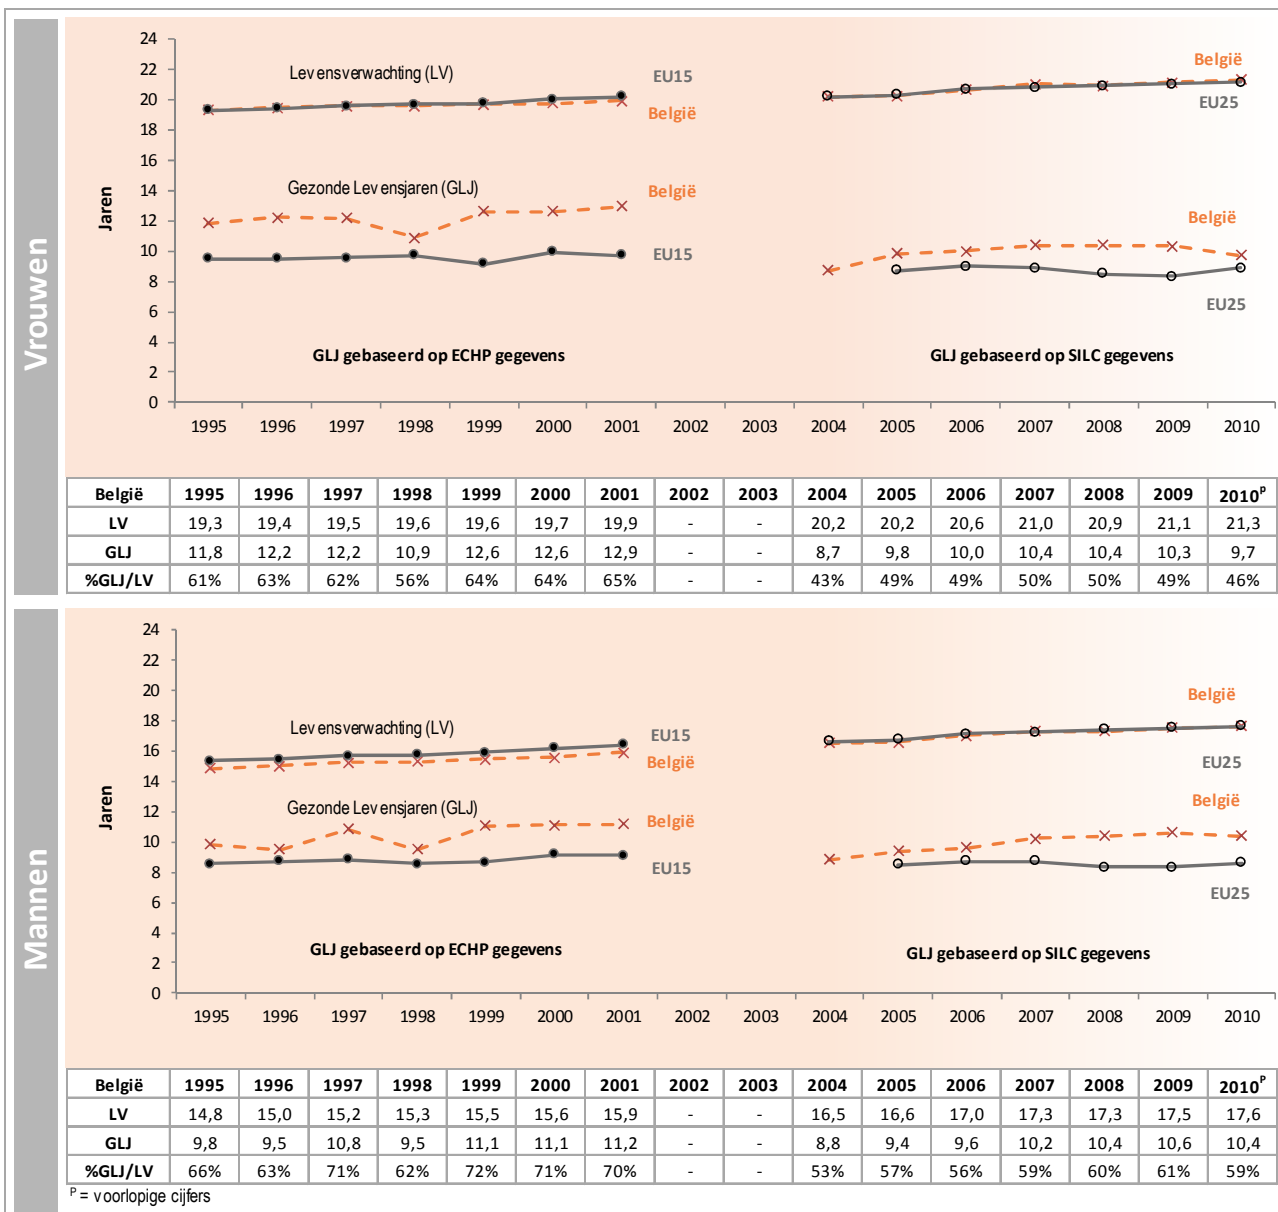 Vrouwen
24
22
20
18
16
14
12
10
8
6
4
2
0
Jaren
Levensverwachting (LV)
EU15
België
België
EU25
Gezonde Levensjaren (GLJ)
België
EU15
België
EU25
GLJ gebaseerd op ECHP gegevens
GLJ gebaseerd op SILC gegevens
1995 1996 1997 1998 1999 2000 2001 2002 2003 2004 2005 2006 2007 2008 2009 2010
België 1995 1996 1997 1998 1999 2000 2001 2002 2003 2004 2005 2006 2007 2008 2009 2010ᵖ
LV 19,3 19,4 19,5 19,6 19,6 19,7 19,9 - - 20,2 20,2 20,6 21,0 20,9 21,1 21,3
GLJ 11,8 12,2 12,2 10,9 12,6 12,6 12,9 - - 8,7 9,8 10,0 10,4 10,4 10,3 9,7
%GLJ/LV 61% 63% 62% 56% 64% 64% 65% - - 43% 49% 49% 50% 50% 49% 46%
Mannen
24
22
20
18
16
14
12
10
8
6
4
2
0
Jaren
Levensverwachting (LV)
EU15
België
België
EU25
Gezonde Levensjaren (GLJ)
België
EU15
België
EU25
GLJ gebaseerd op ECHP gegevens
GLJ gebaseerd op SILC gegevens
1995 1996 1997 1998 1999 2000 2001 2002 2003 2004 2005 2006 2007 2008 2009 2010
België 1995 1996 1997 1998 1999 2000 2001 2002 2003 2004 2005 2006 2007 2008 2009 2010ᴾ
LV 14,8 15,0 15,2 15,3 15,5 15,6 15,9 - - 16,5 16,6 17,0 17,3 17,3 17,5 17,6
GLJ 9,8 9,5 10,8 9,5 11,1 11,1 11,2 - - 8,8 9,4 9,6 10,2 10,4 10,6 10,4
%GLJ/LV 66% 63% 71% 62% 72% 71% 70% - - 53% 57% 56% 59% 60% 61% 59%
ᴾ = voorlopige cijfers